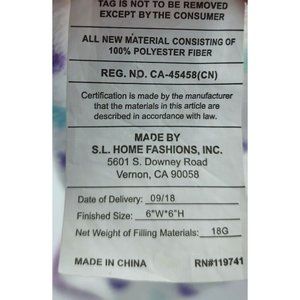 TAG IS NOT TO BE REMOVED
EXCEPT BY THE CONSUMER
ALL NEW MATERIAL CONSISTING OF
100% POLYESTER FIBER
REG. NO. CA-45458(CN)
Certification is made by the manufacturer
that the materials in this article are
described in accordance with law.
MADE BY
S.L. HOME FASHIONS, INC.
5601 S. Downey Road
Vernon, CA 90058
Date of Delivery: 09/18
Finished Size: 6"W*6"H
Net Weight of Filling Materials: 18G
MADE IN CHINA RN#119741